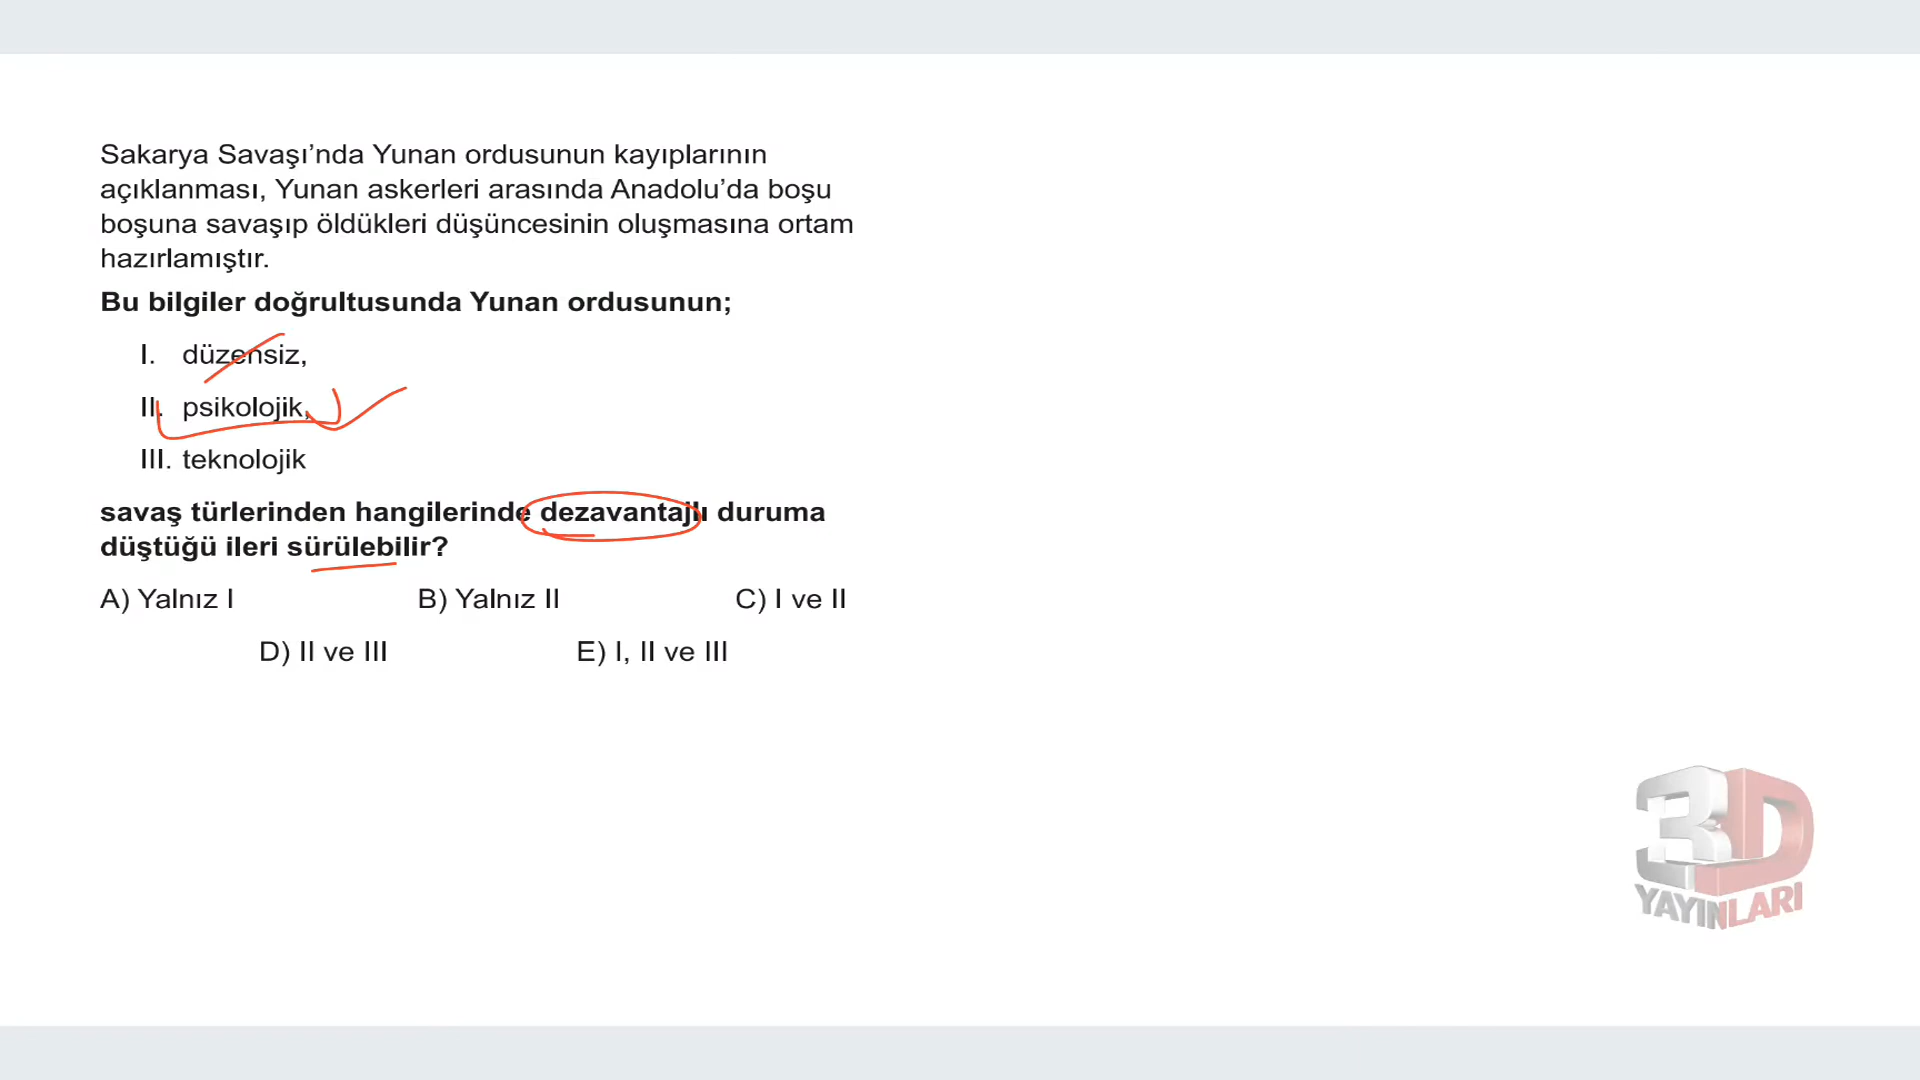 Sakarya Savaşı’nda Yunan ordusunun kayıplarının
açıklanması, Yunan askerleri arasında Anadolu’da boşu
boşuna savaşıp öldükleri düşüncesinin oluşmasına ortam
hazırlamıştır.
Bu bilgiler doğrultusunda Yunan ordusunun;
I. düzensiz,
II. psikolojik,
III. teknolojik
savaş türlerinden hangilerinde dezavantajlı duruma
düştüğü ileri sürülebilir?
A) Yalnız I B) Yalnız II C) I ve II
D) II ve III E) I, II ve III
3D
YAYINLARI